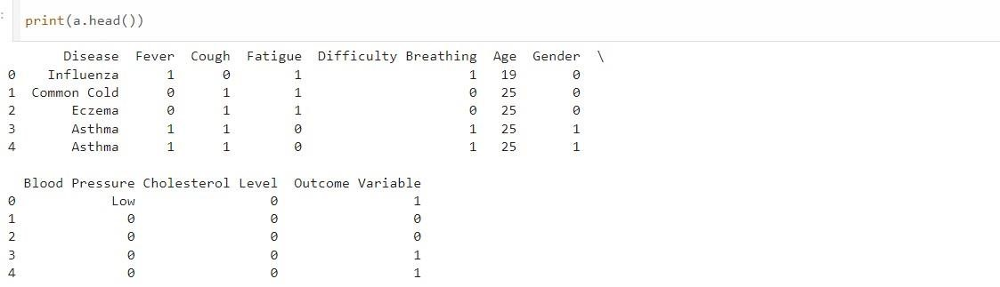 :
print(a.head())
Disease Fever Cough Fatigue Difficulty Breathing Age Gender \
0 Influenza 1 0 1 1 19 0
1 Common Cold 0 1 1 0 25 0
2 Eczema 0 1 1 0 25 0
3 Asthma 1 1 0 1 25 1
4 Asthma 1 1 0 1 25 1
Blood Pressure Cholesterol Level Outcome Variable
0 Low 0 1
1 0 0 0
2 0 0 0
3 0 0 1
4 0 0 1